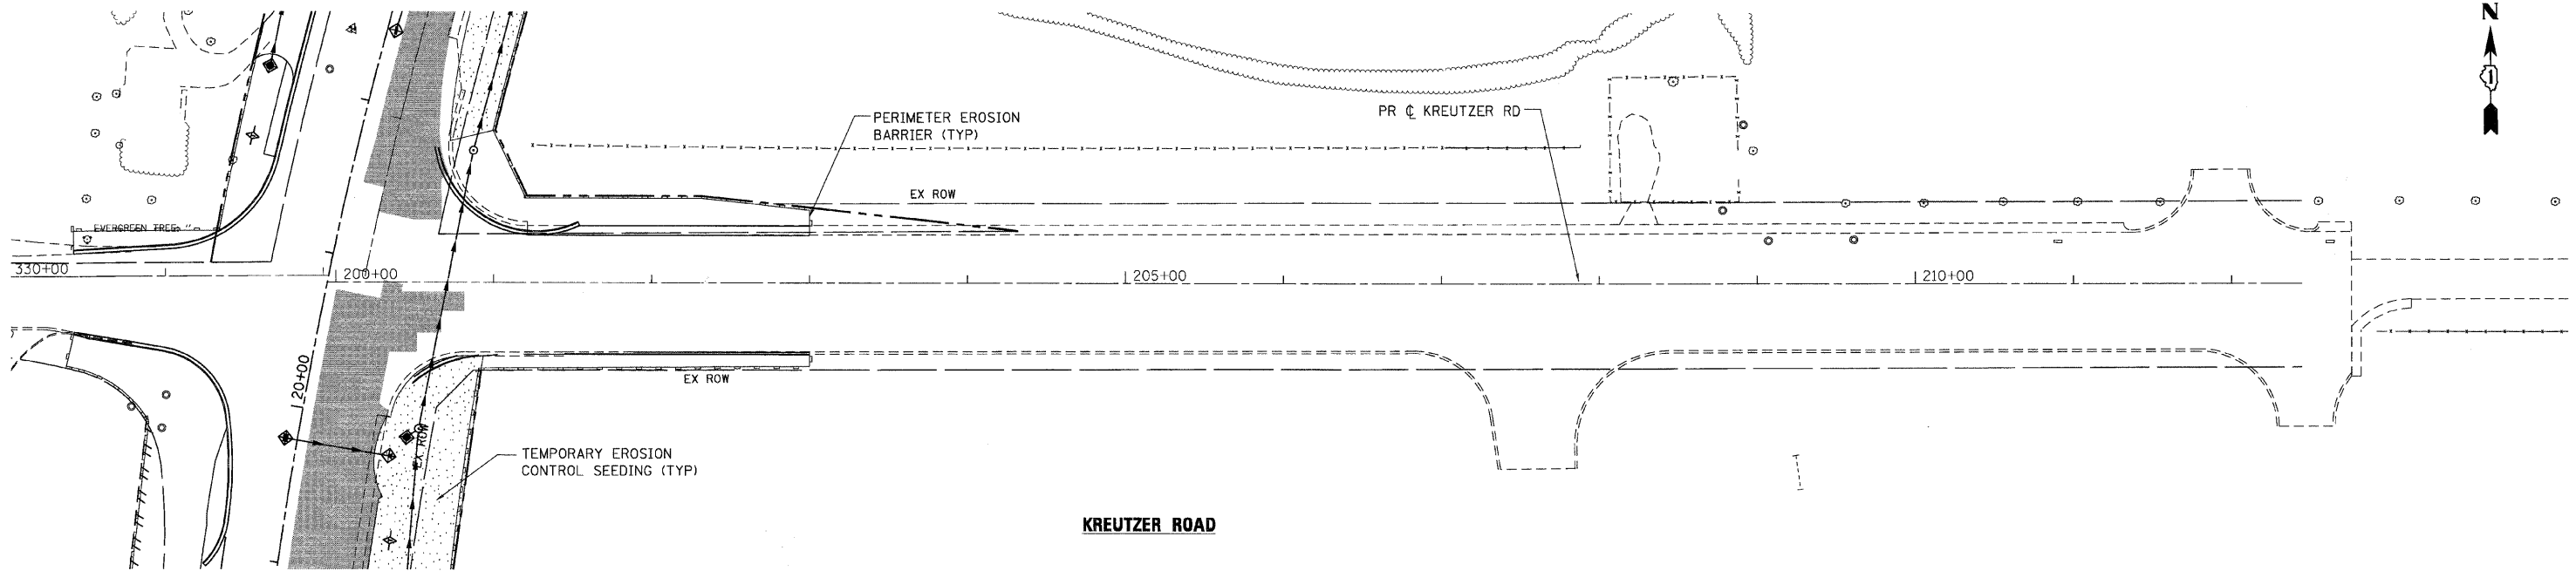 N
1
PERIMETER EROSION
BARRIER (TYP)
PR ℄ KREUTZER RD
EX ROW
EVERGREEN TREE "
330+00
200+00
205+00
210+00
20+00
EX ROW
EX ROW
TEMPORARY EROSION
CONTROL SEEDING (TYP)
KREUTZER ROAD